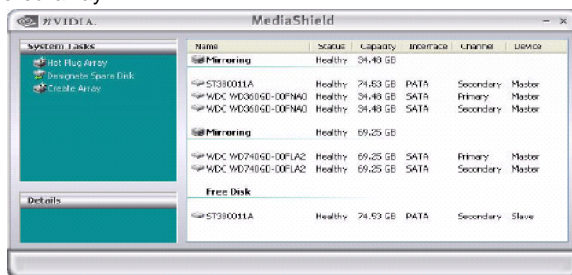 NVIDIA. MediaShield
System Tasks
Hot Plug Array
Designate Spare Disk
Create Array
Details
Name Status Capacity Interface Channel Device
Mirroring Healthy 34.48 GB
ST380011A Healthy 74.53 GB PATA Secondary Master
WDC WD360GD-00FNA0 Healthy 34.48 GB SATA Primary Master
WDC WD360GD-00FNA0 Healthy 34.48 GB SATA Secondary Master
Mirroring Healthy 69.25 GB
WDC WD740GD-00FLA2 Healthy 69.25 GB SATA Primary Master
WDC WD740GD-00FLA2 Healthy 69.25 GB SATA Secondary Master
Free Disk
ST380011A Healthy 74.53 GB PATA Secondary Slave